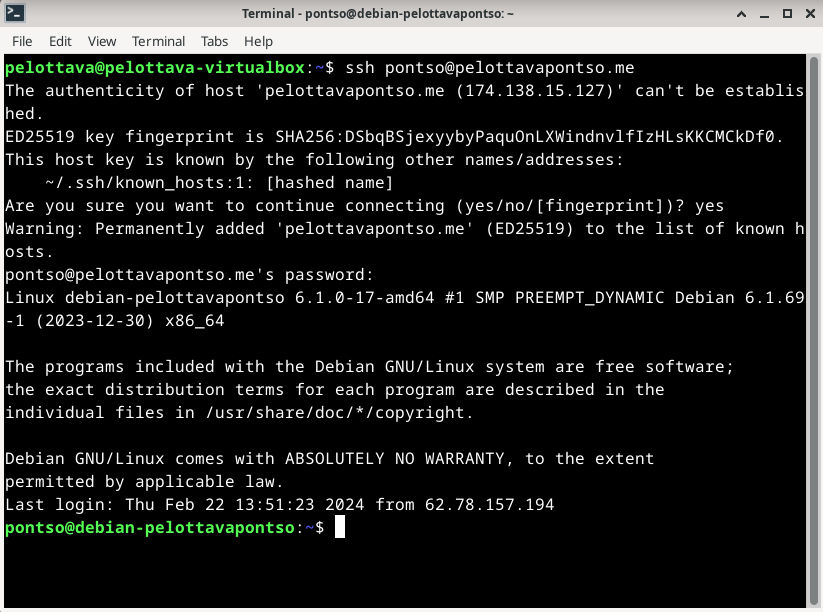 Terminal - pontso@debian-pelottavapontso: ~
File Edit View Terminal Tabs Help
pelottava@pelottava-virtualbox:~$ ssh pontso@pelottavapontso.me
The authenticity of host 'pelottavapontso.me (174.138.15.127)' can't be establis
hed.
ED25519 key fingerprint is SHA256:DSbqBSjexyybyPaquOnLXWindnvlfIzHLsKKCMCkDf0.
This host key is known by the following other names/addresses:
    ~/.ssh/known_hosts:1: [hashed name]
Are you sure you want to continue connecting (yes/no/[fingerprint])? yes
Warning: Permanently added 'pelottavapontso.me' (ED25519) to the list of known h
osts.
pontso@pelottavapontso.me's password:
Linux debian-pelottavapontso 6.1.0-17-amd64 #1 SMP PREEMPT_DYNAMIC Debian 6.1.69
-1 (2023-12-30) x86_64

The programs included with the Debian GNU/Linux system are free software;
the exact distribution terms for each program are described in the
individual files in /usr/share/doc/*/copyright.

Debian GNU/Linux comes with ABSOLUTELY NO WARRANTY, to the extent
permitted by applicable law.
Last login: Thu Feb 22 13:51:23 2024 from 62.78.157.194
pontso@debian-pelottavapontso:~$